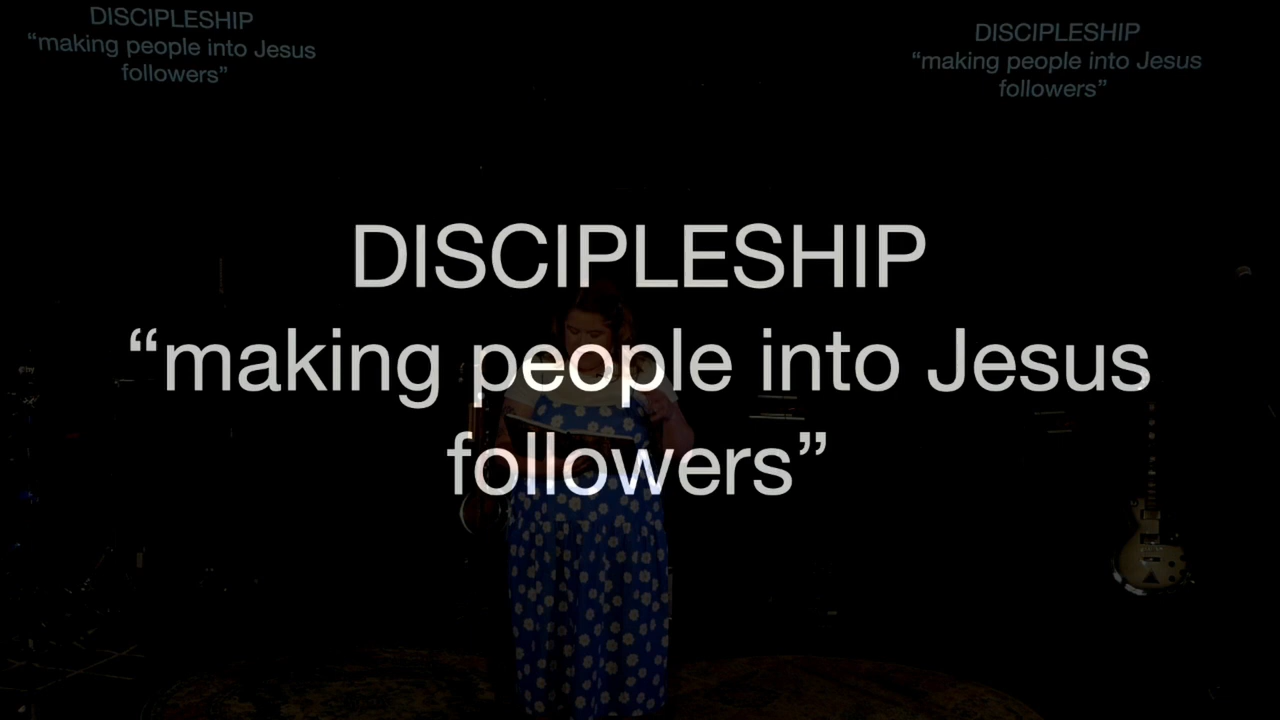 DISCIPLESHIP
“making people into Jesus
followers”
DISCIPLESHIP
“making people into Jesus
followers”
DISCIPLESHIP
“making people into Jesus
followers”